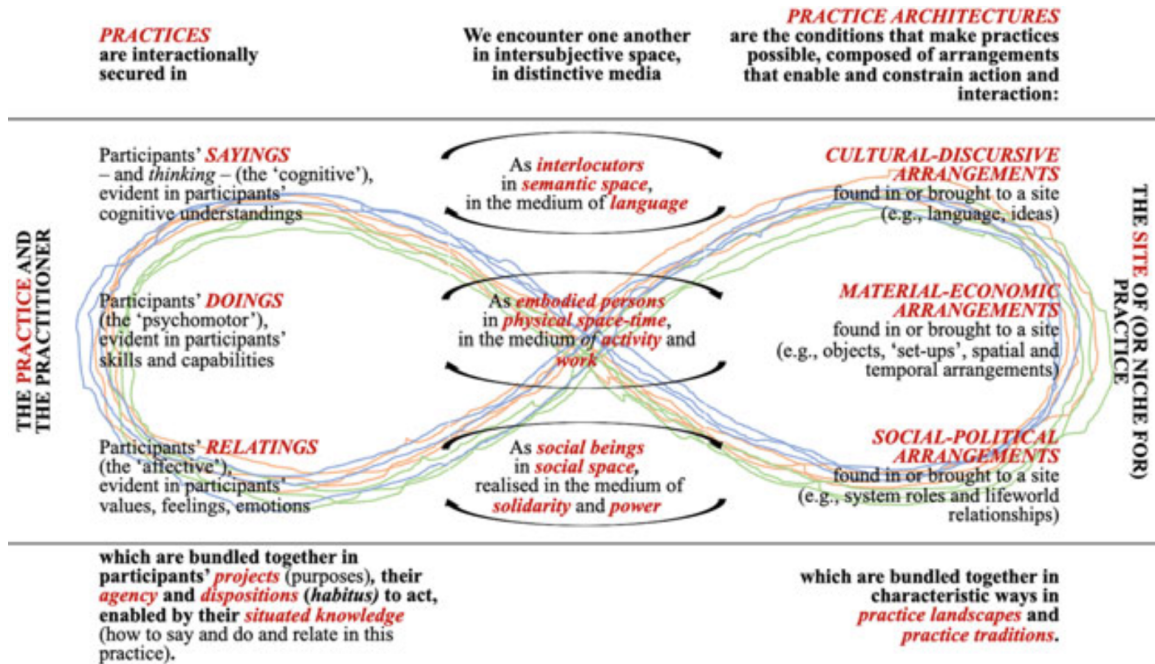 PRACTICES
are interactionally
secured in
We encounter one another
in intersubjective space,
in distinctive media
PRACTICE ARCHITECTURES
are the conditions that make practices
possible, composed of arrangements
that enable and constrain action and
interaction:
THE PRACTICE AND
THE PRACTITIONER
Participants' SAYINGS
– and thinking – (the 'cognitive'),
evident in participants'
cognitive understandings
As interlocutors
in semantic space,
in the medium of language
CULTURAL-DISCURSIVE
ARRANGEMENTS
found in or brought to a site
(e.g., language, ideas)
Participants' DOINGS
(the 'psychomotor'),
evident in participants'
skills and capabilities
As embodied persons
in physical space-time,
in the medium of activity and
work
MATERIAL-ECONOMIC
ARRANGEMENTS
found in or brought to a site
(e.g., objects, 'set-ups', spatial and
temporal arrangements)
Participants' RELATINGS
(the 'affective'),
evident in participants'
values, feelings, emotions
As social beings
in social space,
realised in the medium of
solidarity and power
SOCIAL-POLITICAL
ARRANGEMENTS
found in or brought to a site
(e.g., system roles and lifeworld
relationships)
THE SITE OF (OR NICHE FOR)
PRACTICE
which are bundled together in
participants' projects (purposes), their
agency and dispositions (habitus) to act,
enabled by their situated knowledge
(how to say and do and relate in this
practice).
which are bundled together in
characteristic ways in
practice landscapes and
practice traditions.